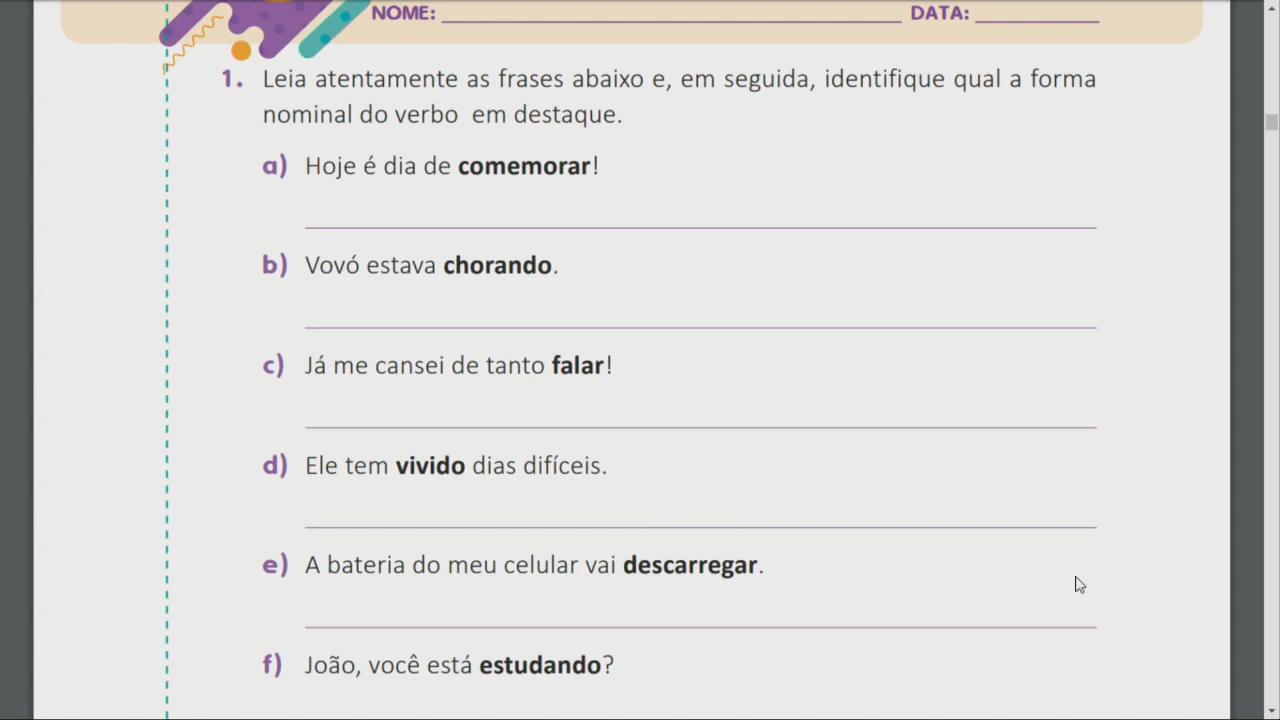 NOME: ______ DATA: ______
1. Leia atentamente as frases abaixo e, em seguida, identifique qual a forma
nominal do verbo em destaque.
a) Hoje é dia de comemorar!
b) Vovó estava chorando.
c) Já me cansei de tanto falar!
d) Ele tem vivido dias difíceis.
e) A bateria do meu celular vai descarregar.
f) João, você está estudando?